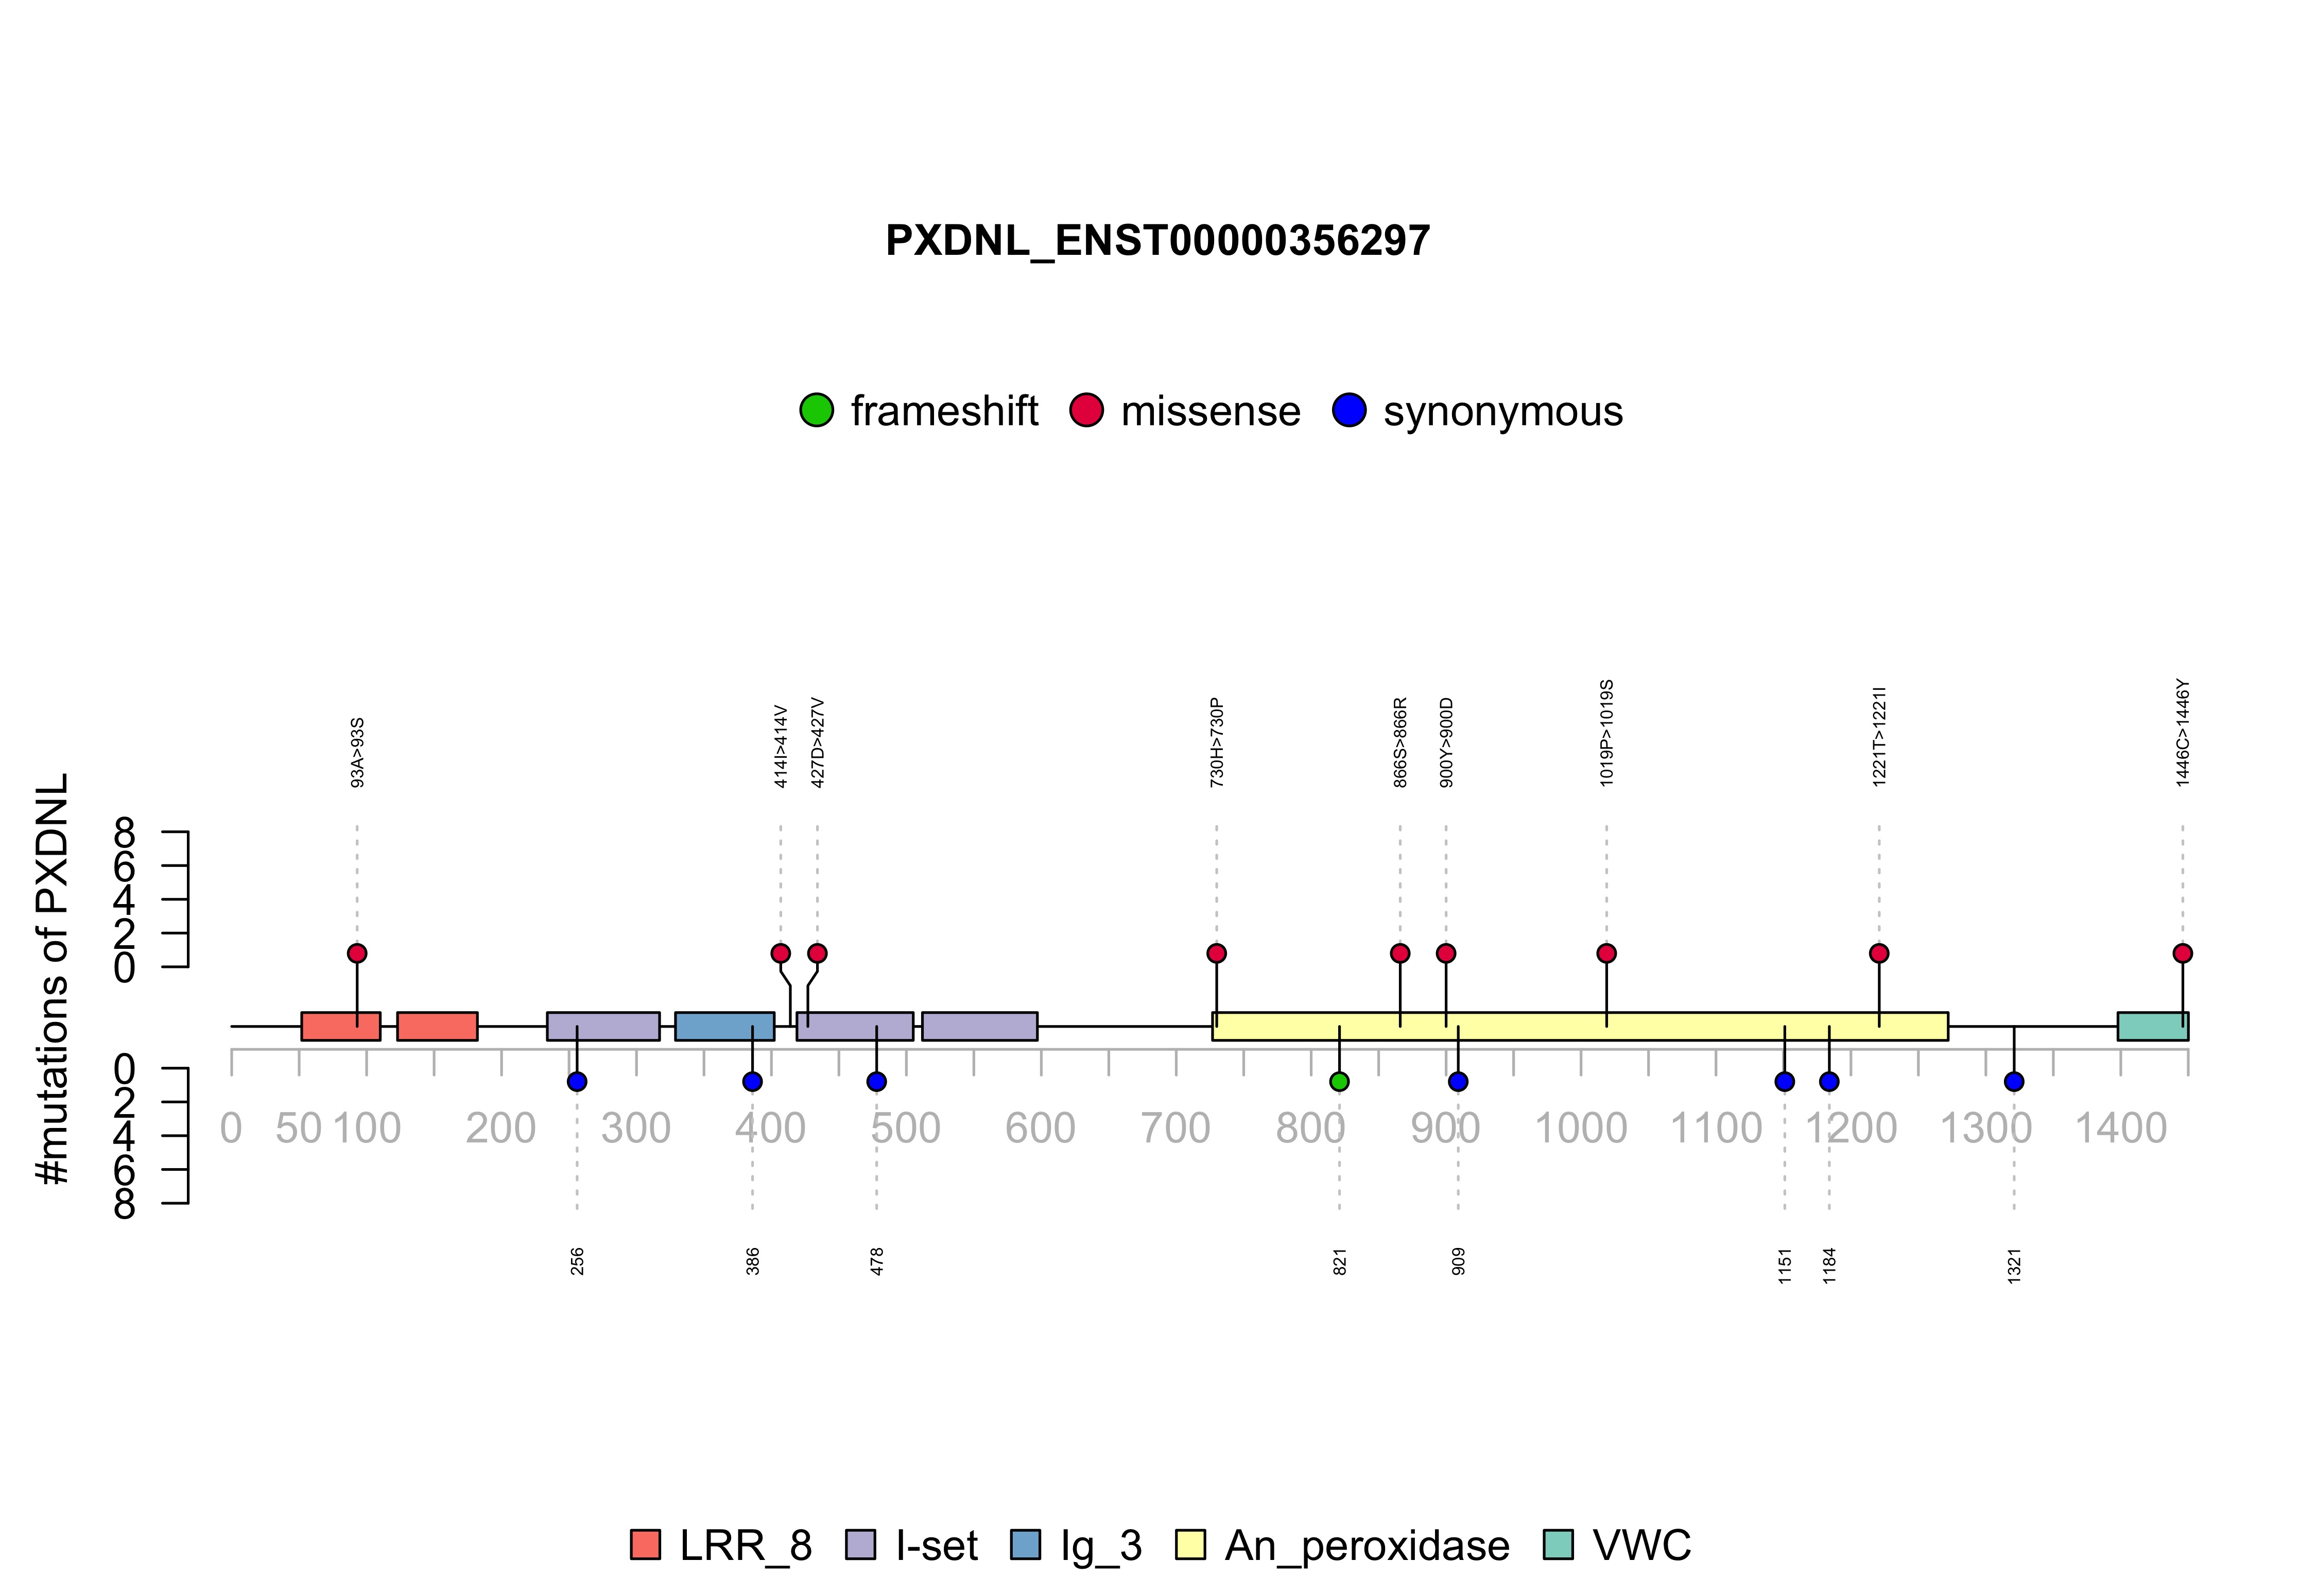 PXDNL_ENST00000356297
frameshift missense synonymous
93A>93S
414I>414V
427D>427V
730H>730P
866S>866R
900Y>900D
1019P>1019S
1221T>1221I
1446C>1446Y
#mutations of PXDNL
8
6
4
2
0
0
2
4
6
8
0 50 100 200 300 400 500 600 700 800 900 1000 1100 1200 1300 1400
256
386
478
821
909
1151
1184
1321
LRR_8 I-set Ig_3 An_peroxidase VWC